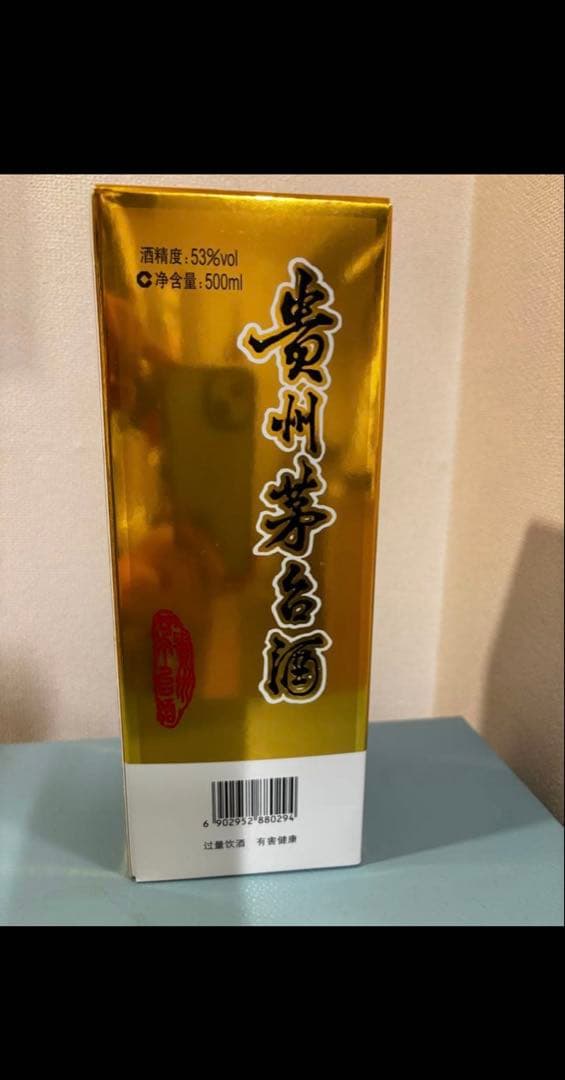 酒精度:53%vol
净含量:500ml
貴州茅台酒
6 902952 880294
过量饮酒 有害健康